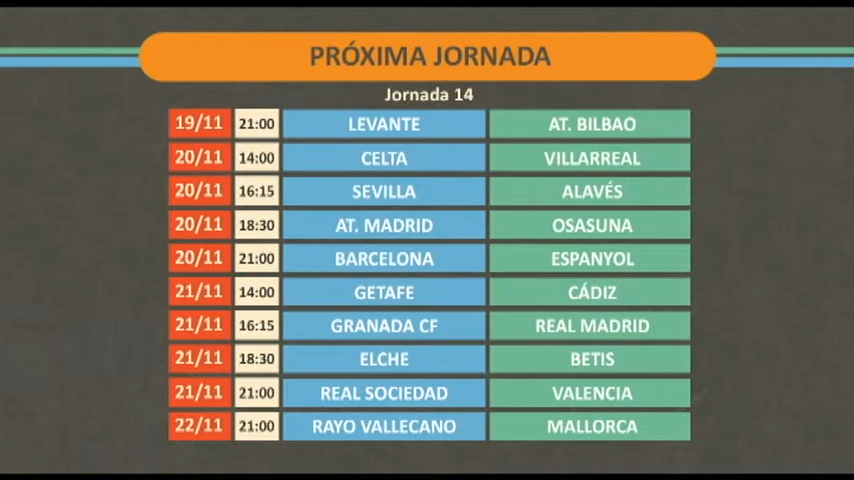 PRÓXIMA JORNADA
Jornada 14
19/11 21:00 LEVANTE AT. BILBAO
20/11 14:00 CELTA VILLARREAL
20/11 16:15 SEVILLA ALAVÉS
20/11 18:30 AT. MADRID OSASUNA
20/11 21:00 BARCELONA ESPANYOL
21/11 14:00 GETAFE CÁDIZ
21/11 16:15 GRANADA CF REAL MADRID
21/11 18:30 ELCHE BETIS
21/11 21:00 REAL SOCIEDAD VALENCIA
22/11 21:00 RAYO VALLECANO MALLORCA